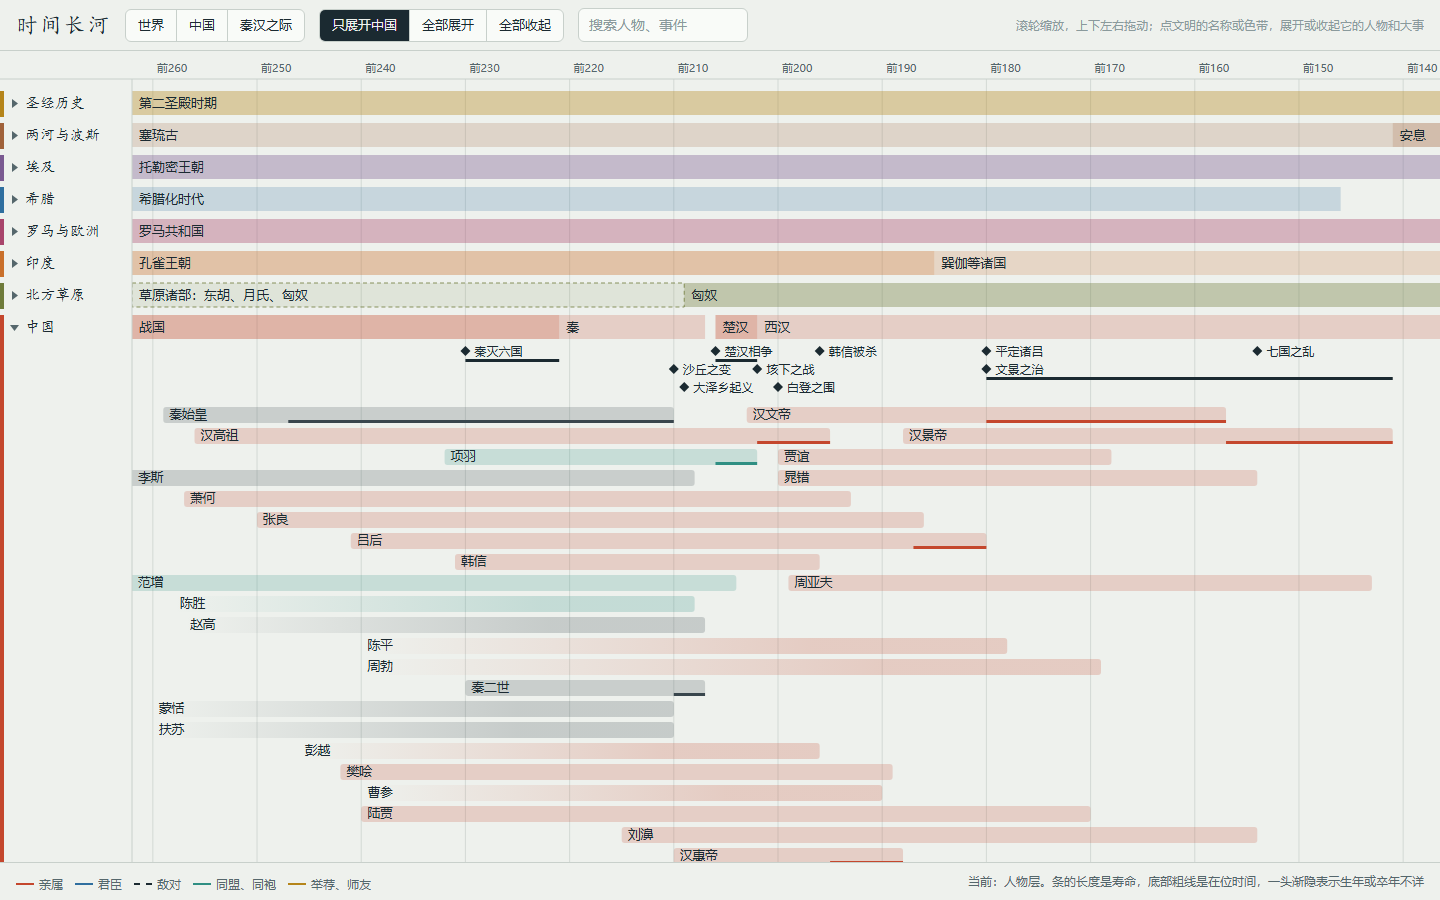 时间长河 世界 中国 秦汉之际 只展开中国 全部展开 全部收起 搜索人物、事件 滚轮缩放，上下左右拖动；点文明的名称或色带，展开或收起它的人物和大事
前260 前250 前240 前230 前220 前210 前200 前190 前180 前170 前160 前150 前140
圣经历史 第二圣殿时期
两河与波斯 塞琉古 安息
埃及 托勒密王朝
希腊 希腊化时代
罗马与欧洲 罗马共和国
印度 孔雀王朝 巽伽等诸国
北方草原 草原诸部：东胡、月氏、匈奴 匈奴
中国 战国 秦 楚汉 西汉
秦灭六国 楚汉相争 韩信被杀 平定诸吕 七国之乱
沙丘之变 垓下之战 文景之治
大泽乡起义 白登之围
秦始皇 汉文帝
汉高祖 汉景帝
项羽 贾谊
李斯 晁错
萧何
张良
吕后
韩信
范增 周亚夫
陈胜
赵高
陈平
周勃
秦二世
蒙恬
扶苏
彭越
樊哙
曹参
陆贾
刘濞
汉惠帝
亲属 君臣 敌对 同盟、同袍 举荐、师友 当前：人物层。条的长度是寿命，底部粗线是在位时间，一头渐隐表示生年或卒年不详